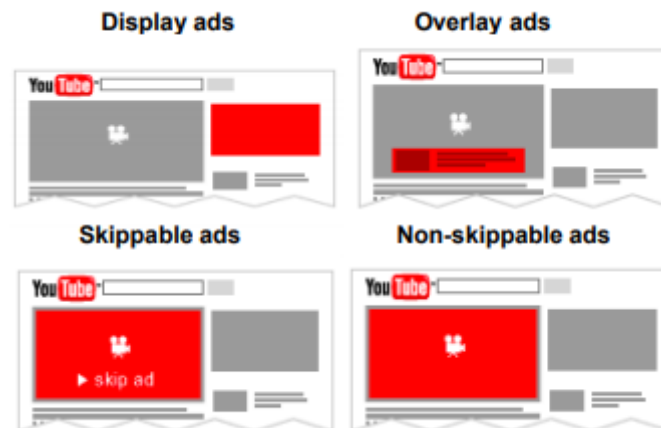 Display ads
Overlay ads
YouTube
YouTube
Skippable ads
Non-skippable ads
YouTube
YouTube
skip ad